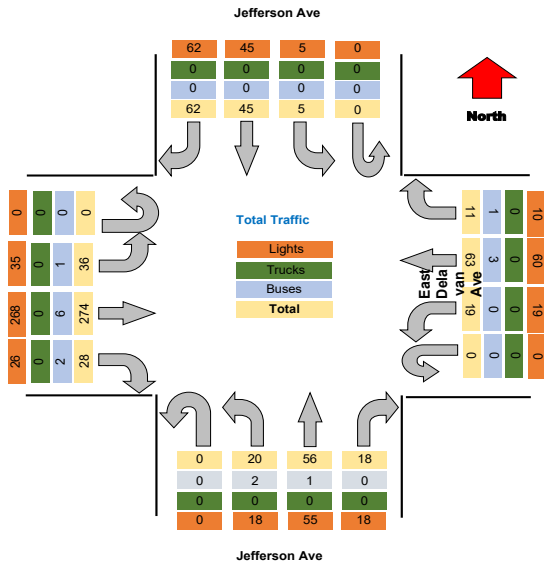 Jefferson Ave
62 45 5 0
0 0 0 0
0 0 0 0
62 45 5 0
North
0 0 0 0
35 0 1 36
268 0 6 274
26 0 2 28
Total Traffic
Lights
Trucks
Buses
Total
11 1 0 10
63 3 0 60
19 0 0 19
0 0 0 0
East
Dela
van
Ave
0 20 56 18
0 2 1 0
0 0 0 0
0 18 55 18
Jefferson Ave